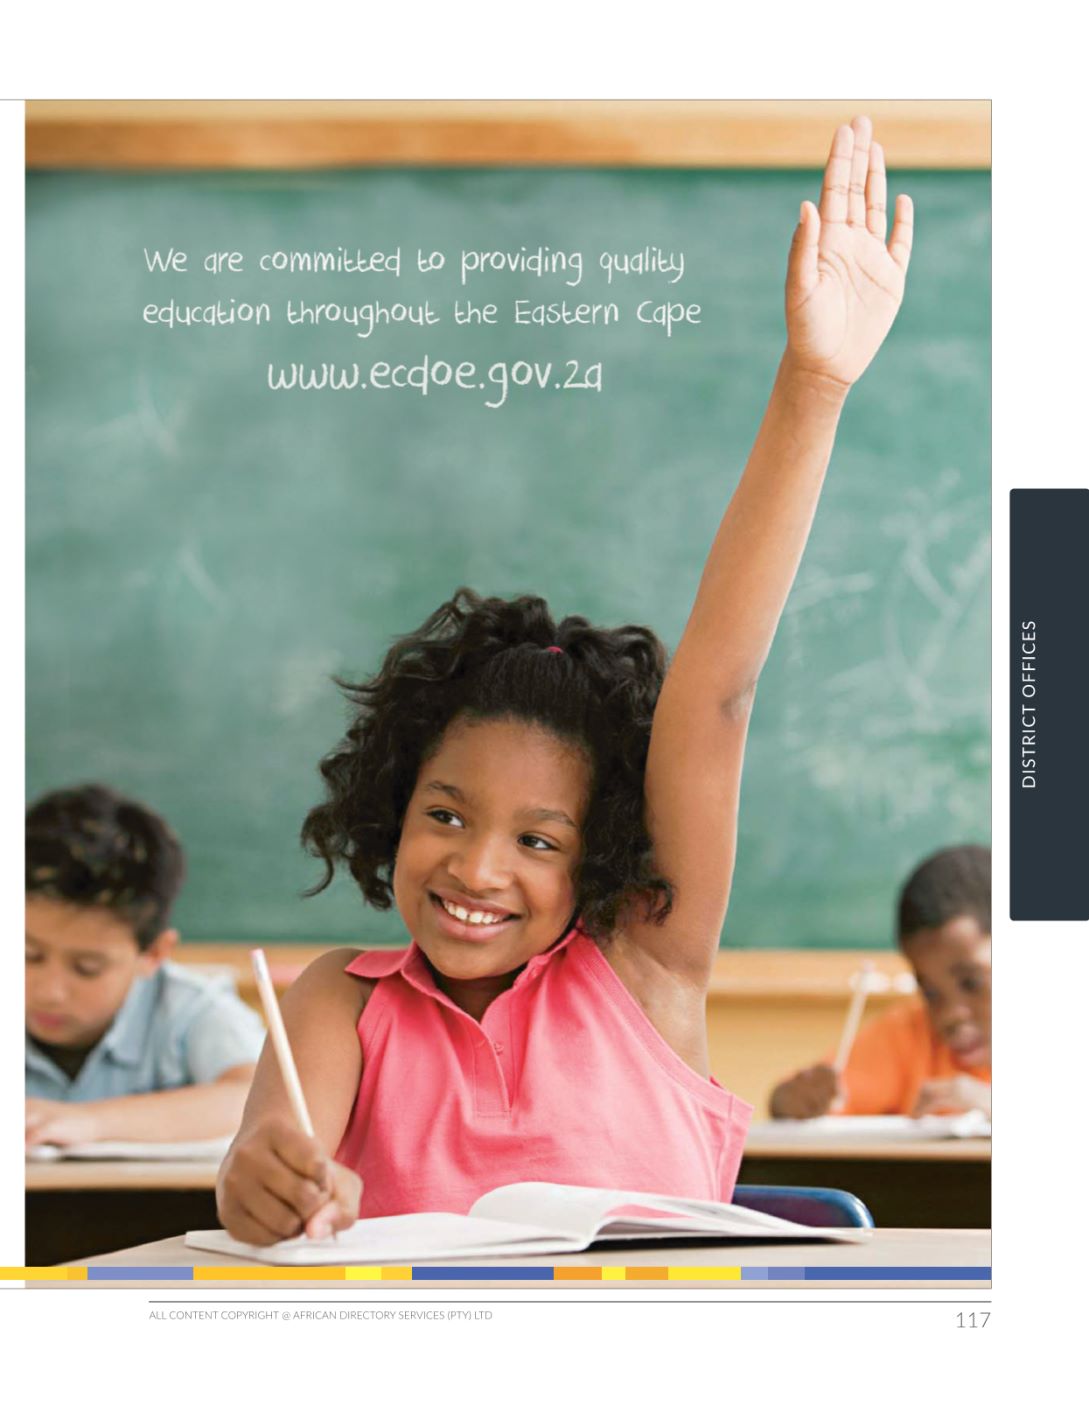 We are committed to providing quality
education throughout the Eastern Cape
www.ecdoe.gov.za
DISTRICT OFFICES
ALL CONTENT COPYRIGHT @ AFRICAN DIRECTORY SERVICES (PTY) LTD
117